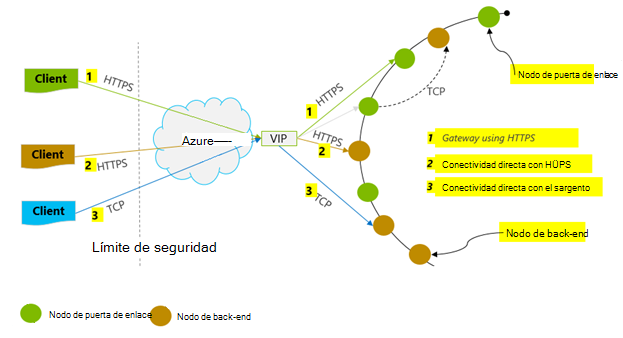 Client
1
HTTPS
Client
2
HTTPS
Client
3
TCP
Límite de seguridad
Azure
VIP
1
HTTPS
HTTPS
2
3
TCP
TCP
Nodo de puerta de enlace
1 Gateway using HTTPS
2 Conectividad directa con HÜPS
3 Conectividad directa con el sargento
Nodo de back-end
Nodo de puerta de enlace
Nodo de back-end